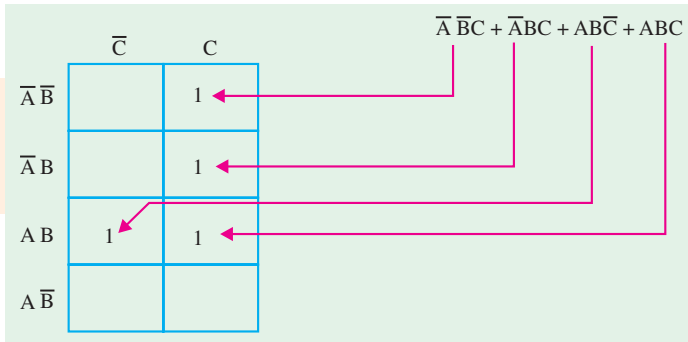 A̅ B̅C + A̅BC + ABC̅ + ABC
C̅ C
A̅ B̅ 1
A̅ B 1
A B 1 1
A B̅